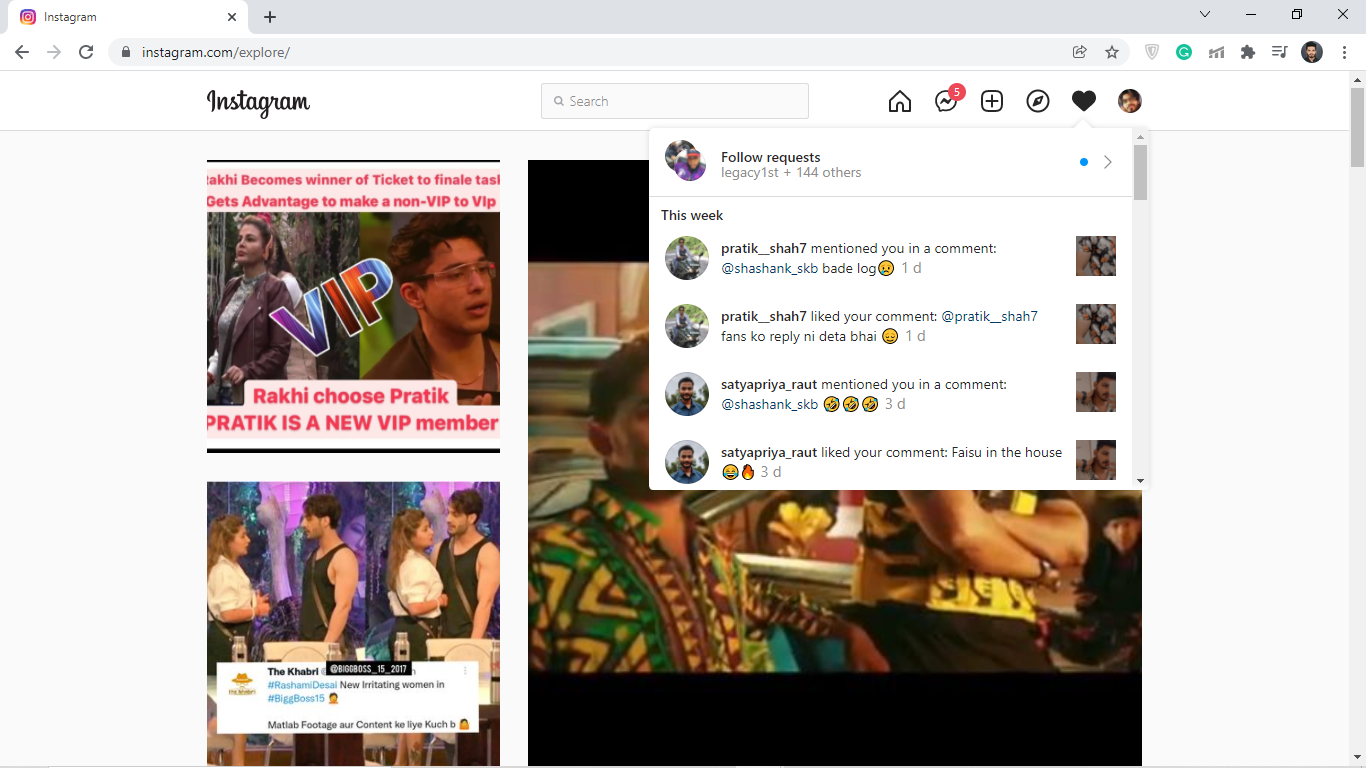 Instagram
instagram.com/explore/
Instagram
Search
5
Follow requests
legacy1st + 144 others
This week
pratik__shah7 mentioned you in a comment:
@shashank_skb bade log😥 1 d
pratik__shah7 liked your comment: @pratik__shah7
fans ko reply ni deta bhai 😔 1 d
satyapriya_raut mentioned you in a comment:
@shashank_skb 🤣🤣🤣 3 d
satyapriya_raut liked your comment: Faisu in the house
😂🔥 3 d
Rakhi Becomes winner of Ticket to finale task
Gets Advantage to make a non-VIP to VIp
VIP
Rakhi choose Pratik
PRATIK IS A NEW VIP member
The Khabri
@BIGGBOSS_15_2017
#RashamiDesai New Irritating women in
#BiggBoss15 🤦
Matlab Footage aur Content ke liye Kuch b 🤷
The Khabri